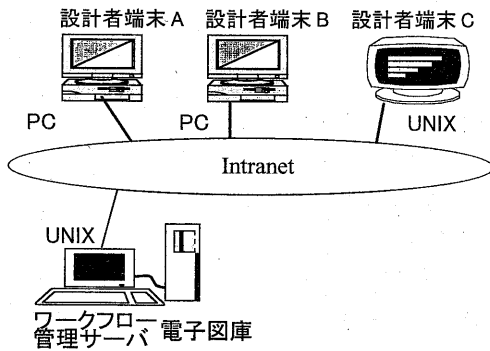 設計者端末A
設計者端末B
設計者端末C
PC
PC
UNIX
Intranet
UNIX
ワークフロー
管理サーバ
電子図庫